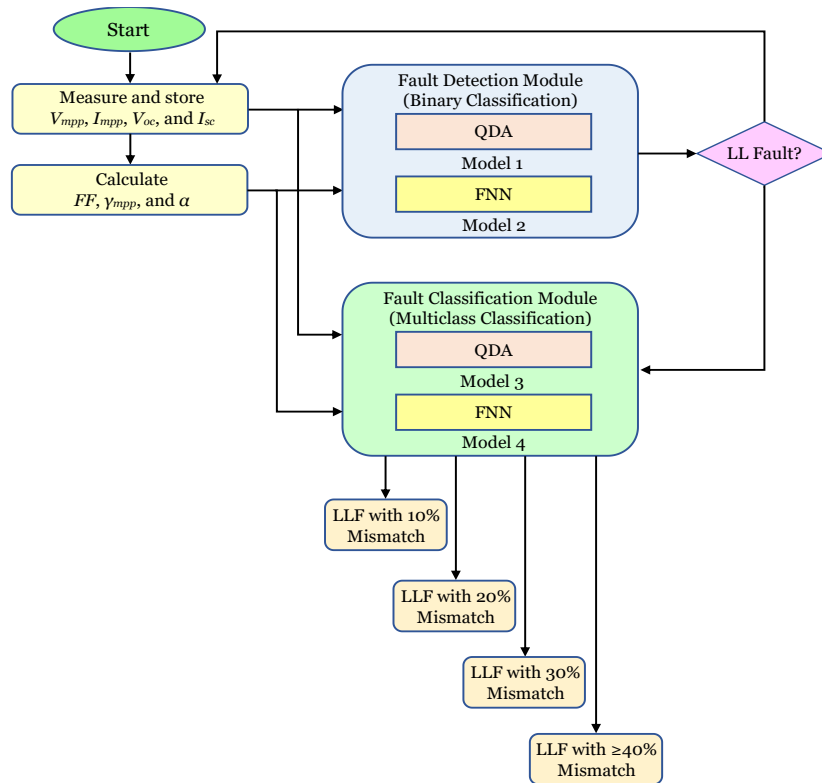 Start
Measure and store
Vmpp, Impp, Voc, and Isc
Calculate
FF, γmpp, and α
Fault Detection Module
(Binary Classification)
QDA
Model 1
FNN
Model 2
LL Fault?
Fault Classification Module
(Multiclass Classification)
QDA
Model 3
FNN
Model 4
LLF with 10%
Mismatch
LLF with 20%
Mismatch
LLF with 30%
Mismatch
LLF with ≥40%
Mismatch